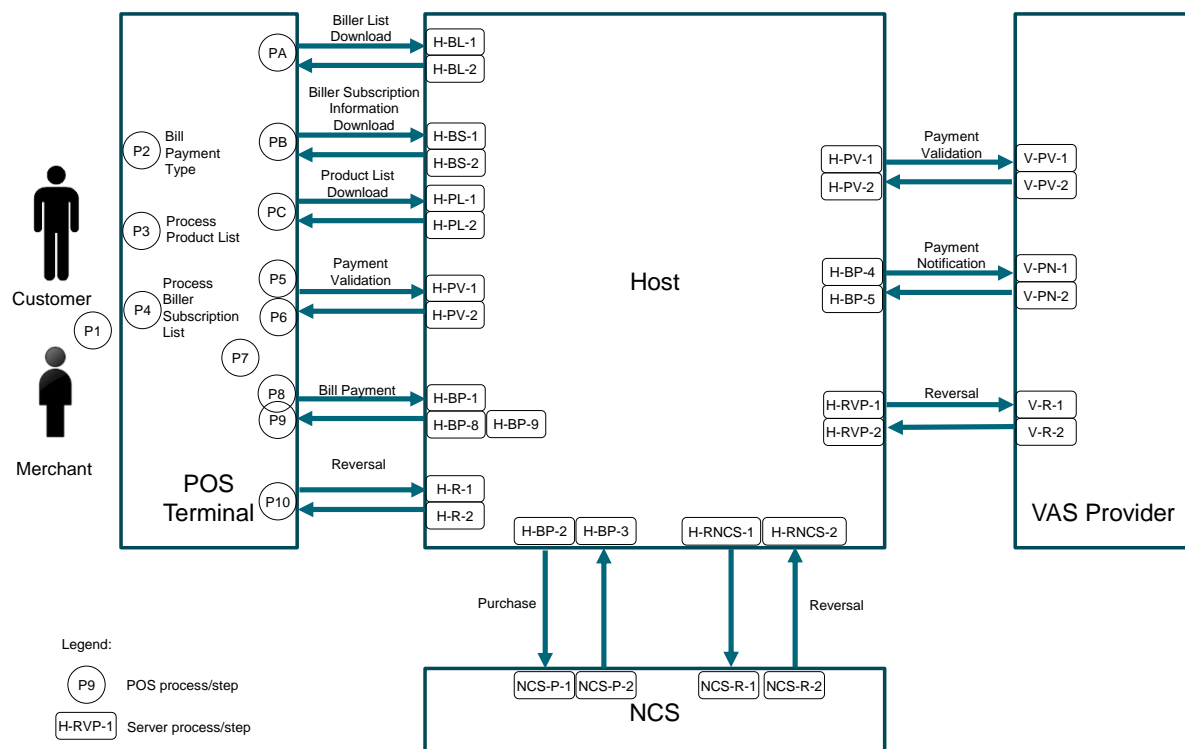 Biller List
Download
PA
H-BL-1
H-BL-2
Biller Subscription
Information
Download
PB
H-BS-1
H-BS-2
P2
Bill
Payment
Type
Product List
Download
PC
H-PL-1
H-PL-2
P3
Process
Product List
P5
Payment
Validation
H-PV-1
P6
H-PV-2
P4
Process
Biller
Subscription
List
Customer
P1
P7
P8
Bill Payment
H-BP-1
P9
H-BP-8
H-BP-9
Merchant
POS
Terminal
Reversal
P10
H-R-1
H-R-2
Host
H-PV-1
Payment
Validation
V-PV-1
H-PV-2
V-PV-2
H-BP-4
Payment
Notification
V-PN-1
H-BP-5
V-PN-2
H-RVP-1
Reversal
V-R-1
H-RVP-2
V-R-2
VAS Provider
H-BP-2
H-BP-3
H-RNCS-1
H-RNCS-2
Purchase
Reversal
NCS-P-1
NCS-P-2
NCS-R-1
NCS-R-2
NCS
Legend:
P9
POS process/step
H-RVP-1
Server process/step